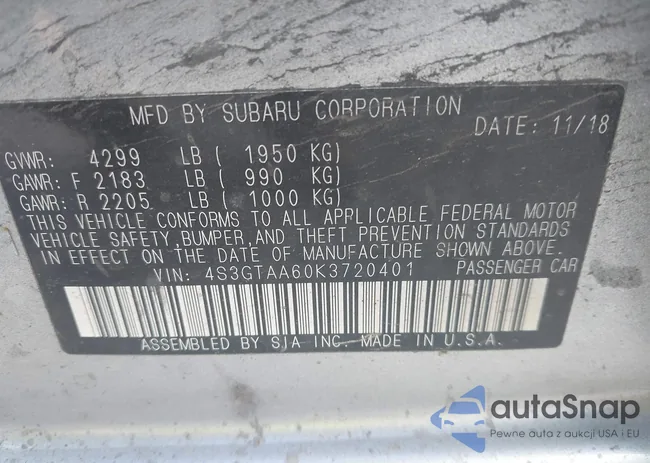 MFD BY SUBARU CORPORATION
DATE: 11/18
GVWR: 4299 LB ( 1950 KG)
GAWR: F 2183 LB ( 990 KG)
GAWR: R 2205 LB ( 1000 KG)
THIS VEHICLE CONFORMS TO ALL APPLICABLE FEDERAL MOTOR
VEHICLE SAFETY, BUMPER, AND THEFT PREVENTION STANDARDS
IN EFFECT ON THE DATE OF MANUFACTURE SHOWN ABOVE.
VIN: 4S3GTAA60K3720401 PASSENGER CAR
ASSEMBLED BY SIA INC. MADE IN U.S.A.
autoSnap
Pewne auta z aukcji USA i EU